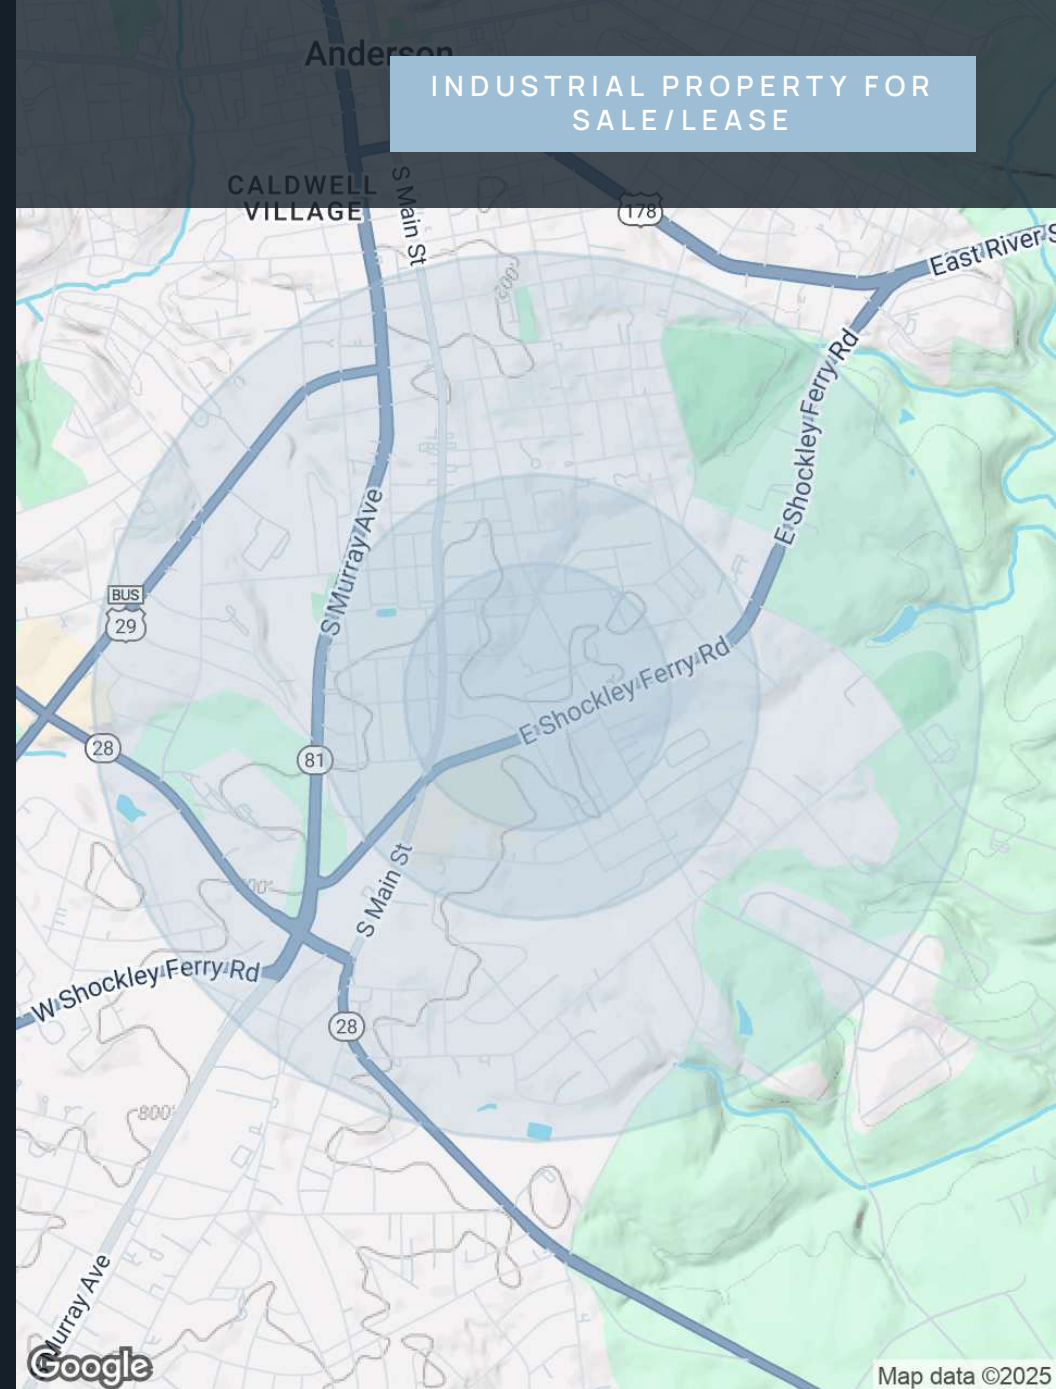 Anderson
INDUSTRIAL PROPERTY FOR
SALE/LEASE
CALDWELL
VILLAGE
S Main St
178
East River S
E Shockley Ferry Rd
S Murray Ave
BUS
29
E Shockley Ferry Rd
28
81
S Main St
W Shockley Ferry Rd
28
800'
Murray Ave
Google
Map data ©2025